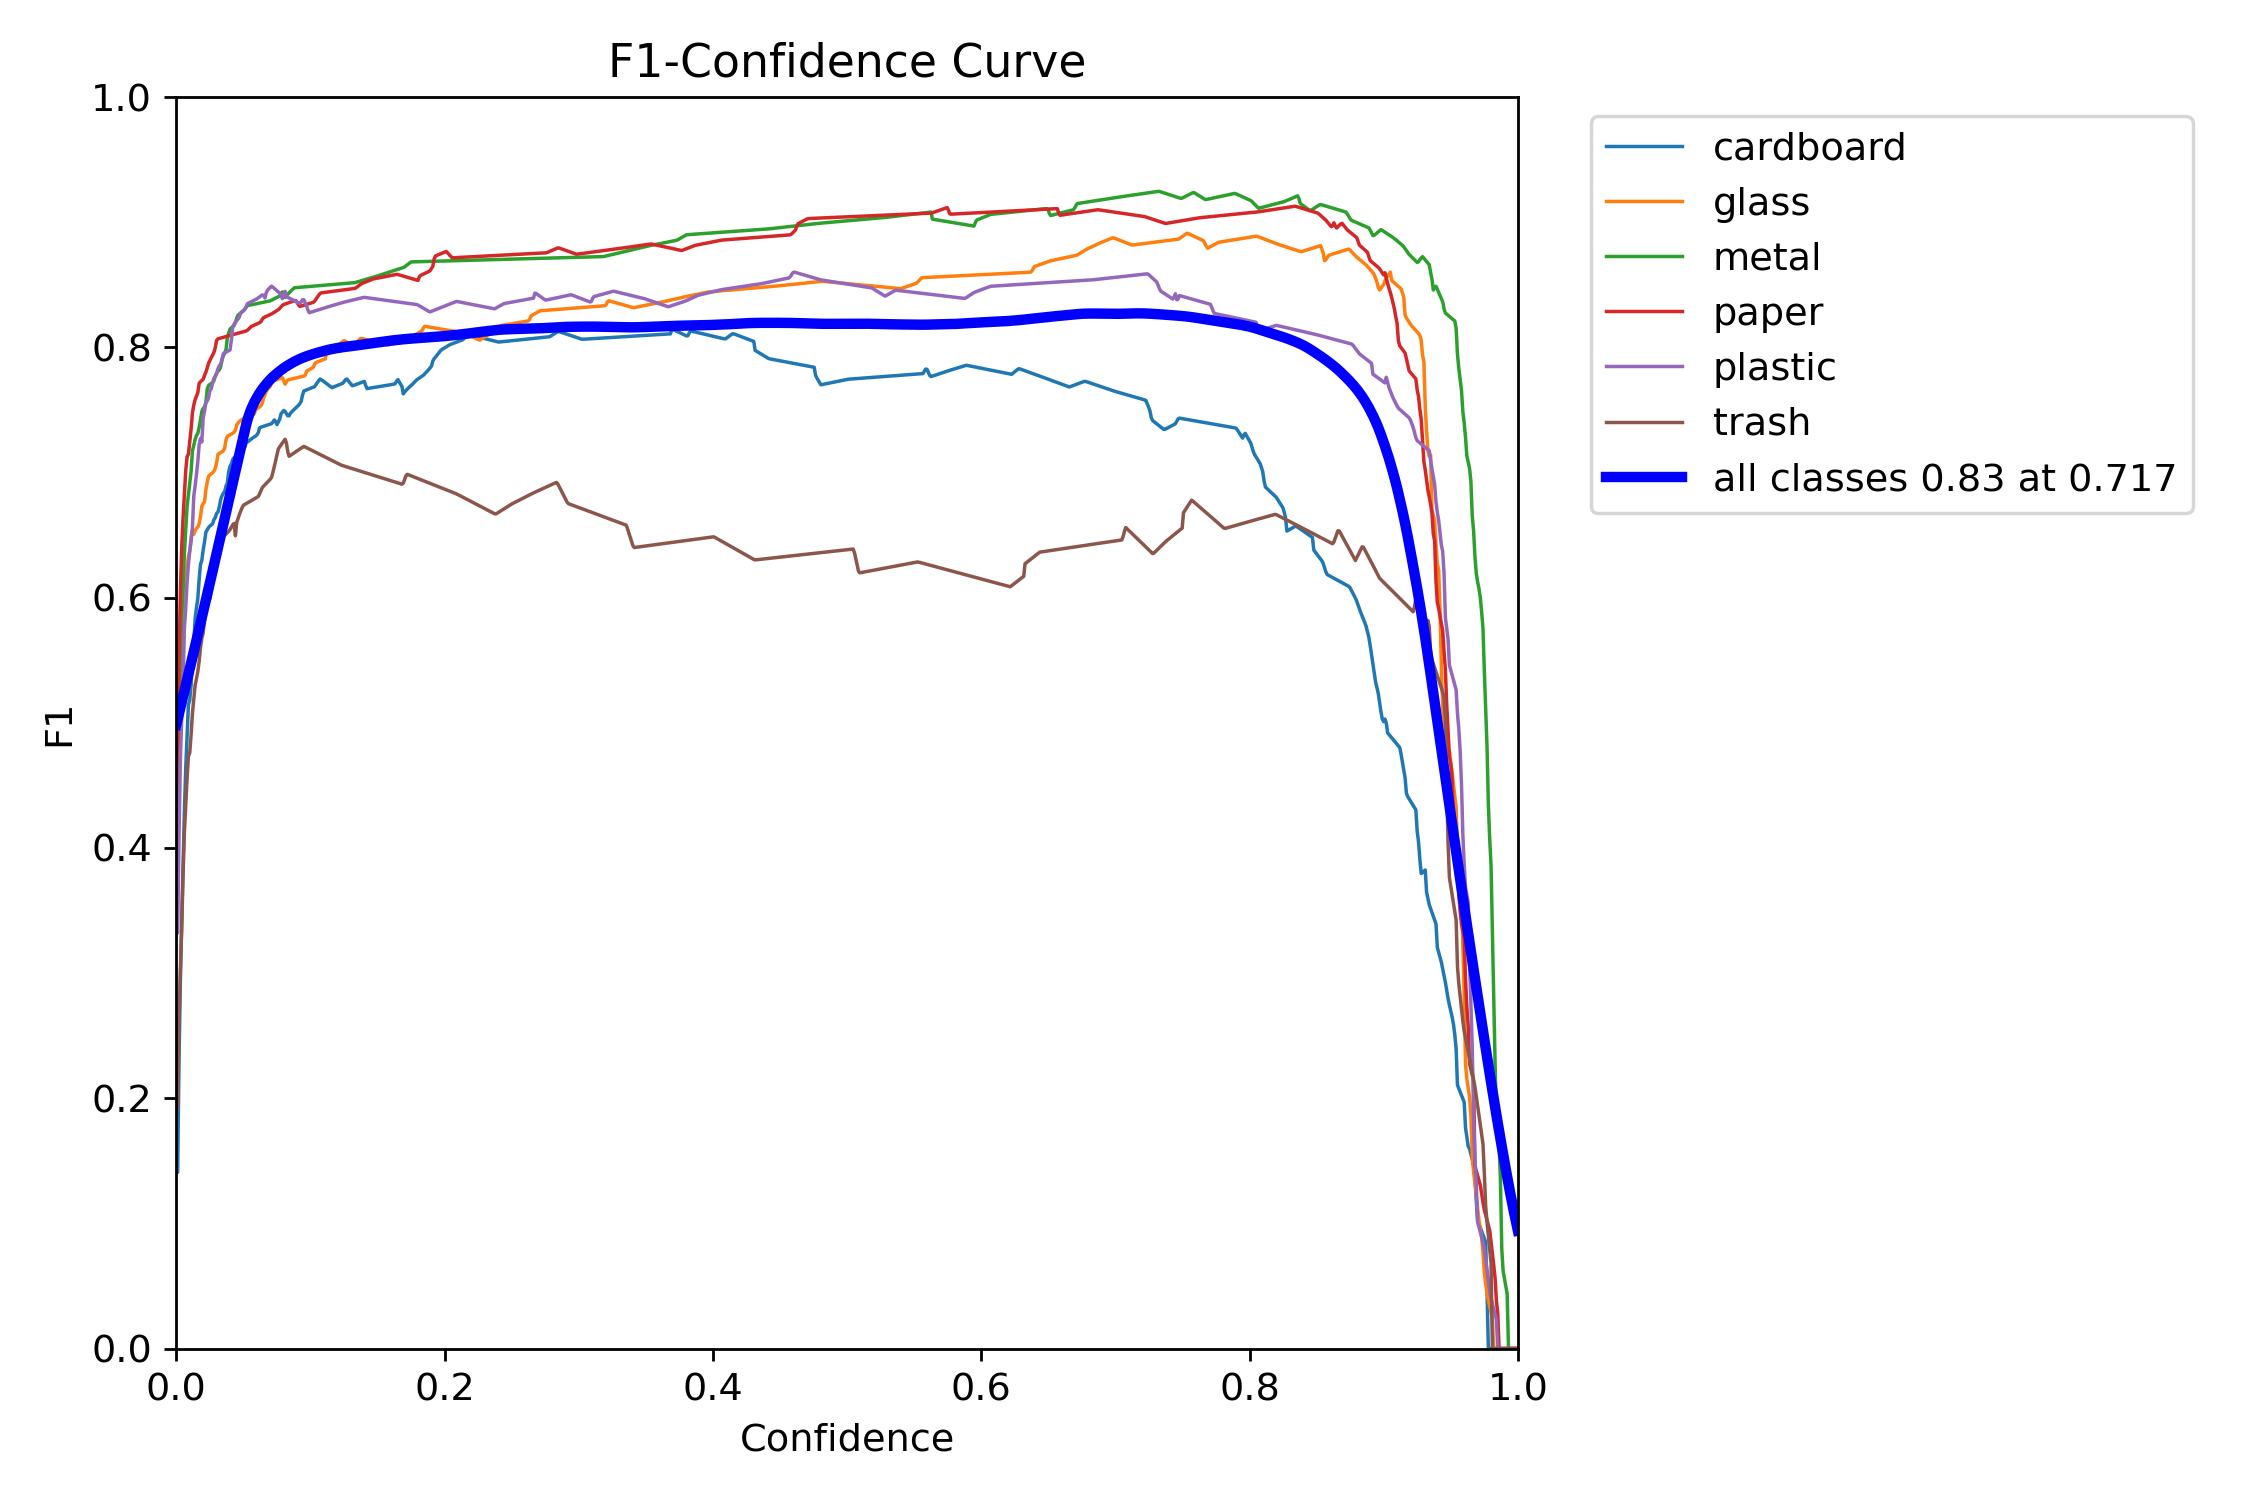 F1-Confidence Curve
1.0
0.8
0.6
0.4
0.2
0.0
F1
0.0 0.2 0.4 0.6 0.8 1.0
Confidence
cardboard
glass
metal
paper
plastic
trash
all classes 0.83 at 0.717